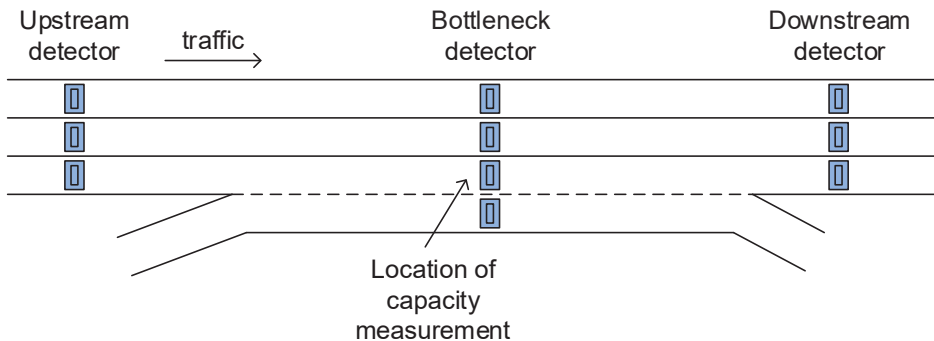 Upstream
detector
traffic
Bottleneck
detector
Downstream
detector
Location of
capacity
measurement